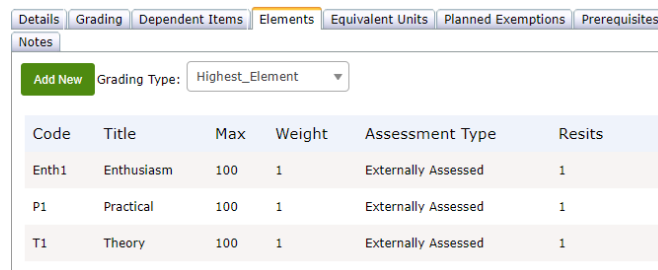 Details Grading Dependent Items Elements Equivalent Units Planned Exemptions Prerequisites
Notes
Add New Grading Type: Highest_Element
Code Title Max Weight Assessment Type Resits
Enth1 Enthusiasm 100 1 Externally Assessed 1
P1 Practical 100 1 Externally Assessed 1
T1 Theory 100 1 Externally Assessed 1